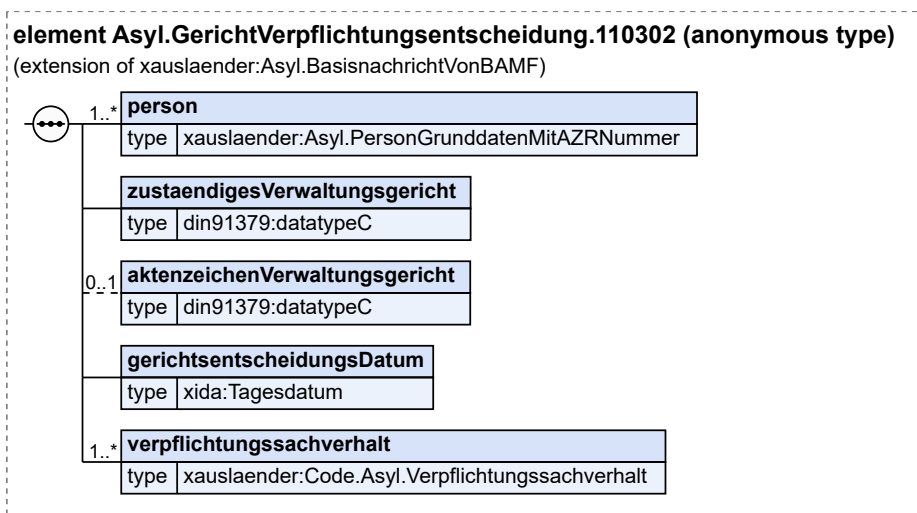 element Asyl.GerichtVerpflichtungsentscheidung.110302 (anonymous type)
(extension of xauslaender:Asyl.BasisnachrichtVonBAMF)
1..* person
type xauslaender:Asyl.PersonGrunddatenMitAZRNummer
zustaendigesVerwaltungsgericht
type din91379:datatypeC
0..1 aktenzeichenVerwaltungsgericht
type din91379:datatypeC
gerichtsentscheidungsDatum
type xida:Tagesdatum
1..* verpflichtungssachverhalt
type xauslaender:Code.Asyl.Verpflichtungssachverhalt